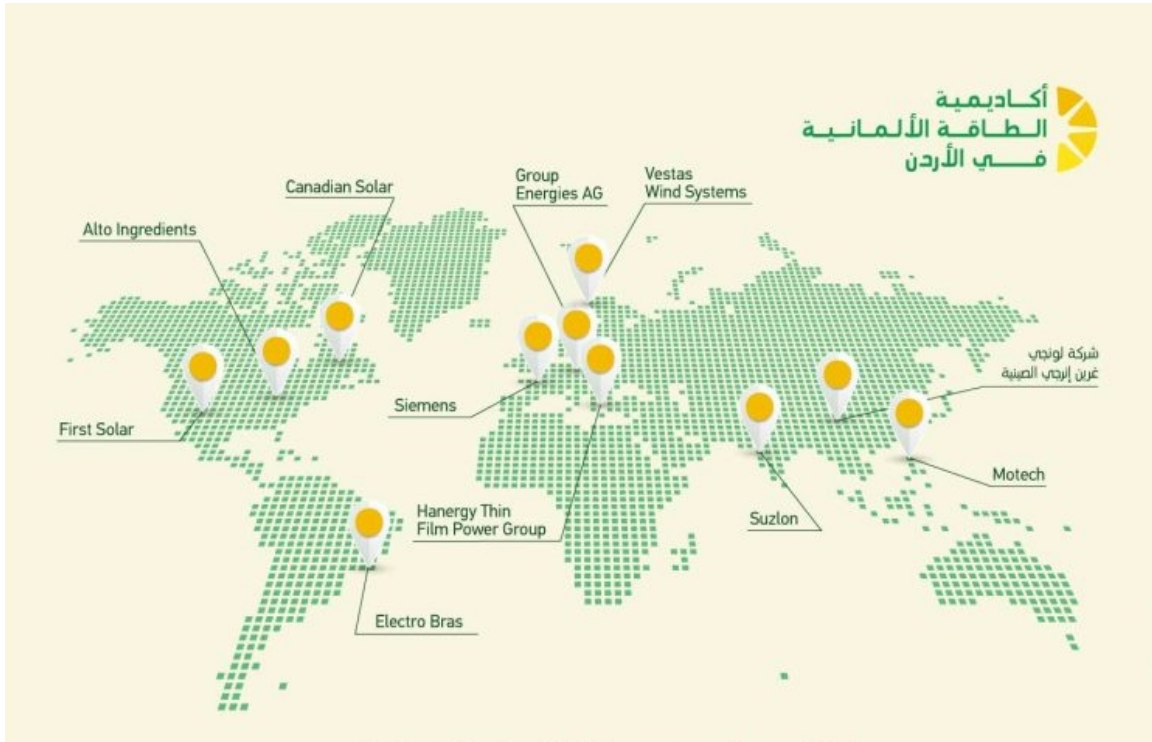 أكاديمية
الطاقة الألمانية
في الأردن
Canadian Solar
Group
Energies AG
Vestas
Wind Systems
Alto Ingredients
شركة لونجي
غرين إنرجي الصينية
Siemens
First Solar
Motech
Hanergy Thin
Film Power Group
Suzlon
Electro Bras